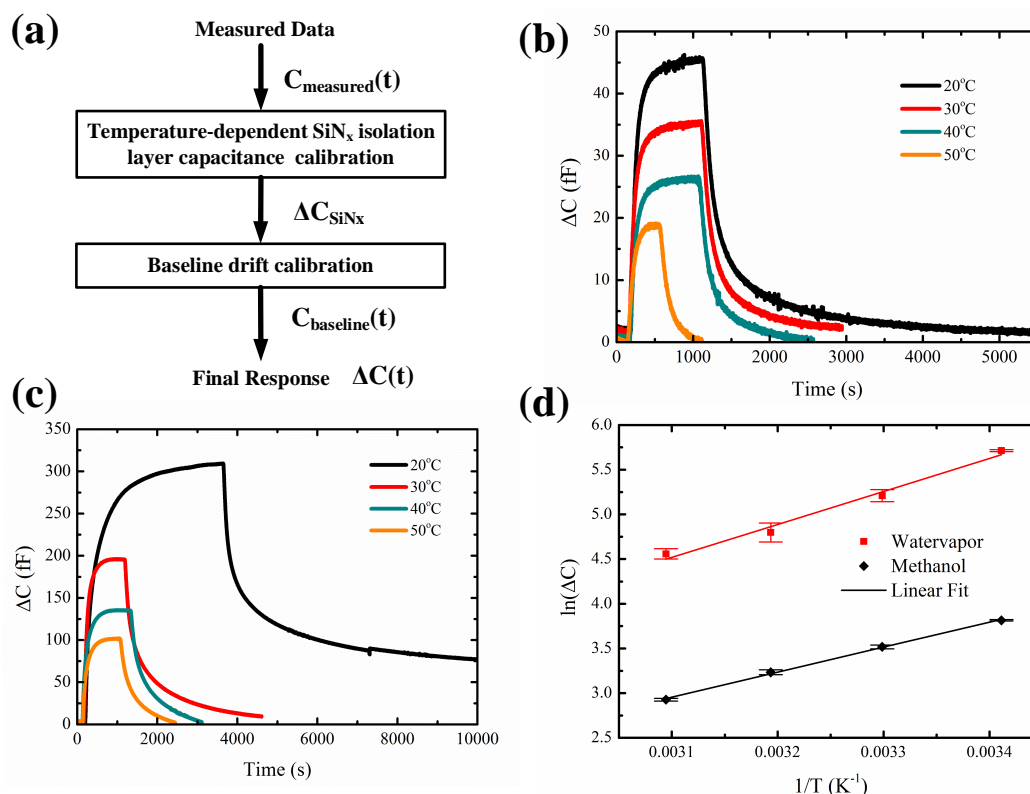 (a)
Measured Data
Cmeasured(t)
Temperature-dependent SiNx isolation
layer capacitance calibration
ΔCSiNx
Baseline drift calibration
Cbaseline(t)
Final Response ΔC(t)
(b)
50
40
30
20
10
0
ΔC (fF)
20°C
30°C
40°C
50°C
0 1000 2000 3000 4000 5000
Time (s)
(c)
350
300
250
200
150
100
50
0
ΔC (fF)
20°C
30°C
40°C
50°C
0 2000 4000 6000 8000 10000
Time (s)
(d)
6.0
5.5
5.0
4.5
4.0
3.5
3.0
2.5
ln(ΔC)
Watervapor
Methanol
Linear Fit
0.0031 0.0032 0.0033 0.0034
1/T (K⁻¹)